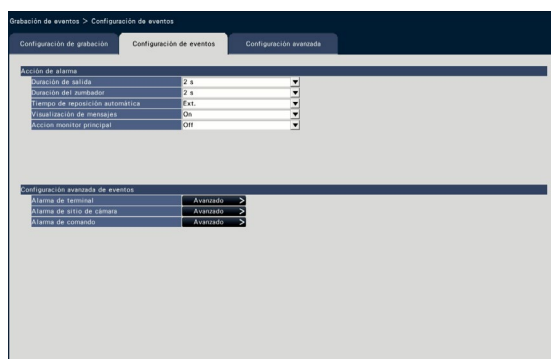 Grabación de eventos > Configuración de eventos
Configuración de grabación
Configuración de eventos
Configuración avanzada
Acción de alarma
Duración de salida 2 s
Duración del zumbador 2 s
Tiempo de reposición automática Ext.
Visualización de mensajes On
Accion monitor principal Off
Configuración avanzada de eventos
Alarma de terminal Avanzado >
Alarma de sitio de cámara Avanzado >
Alarma de comando Avanzado >